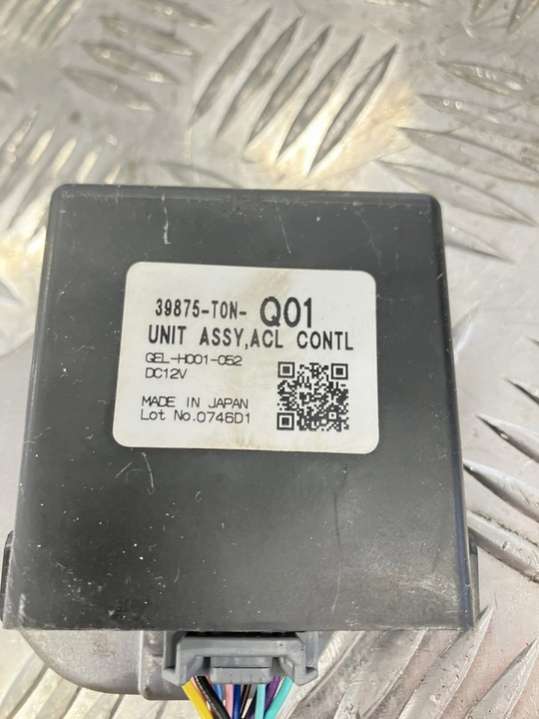 39875-T0N- Q01
UNIT ASSY,ACL CONTL
GEL-H001-052
DC12V
MADE IN JAPAN
Lot No.0746D1